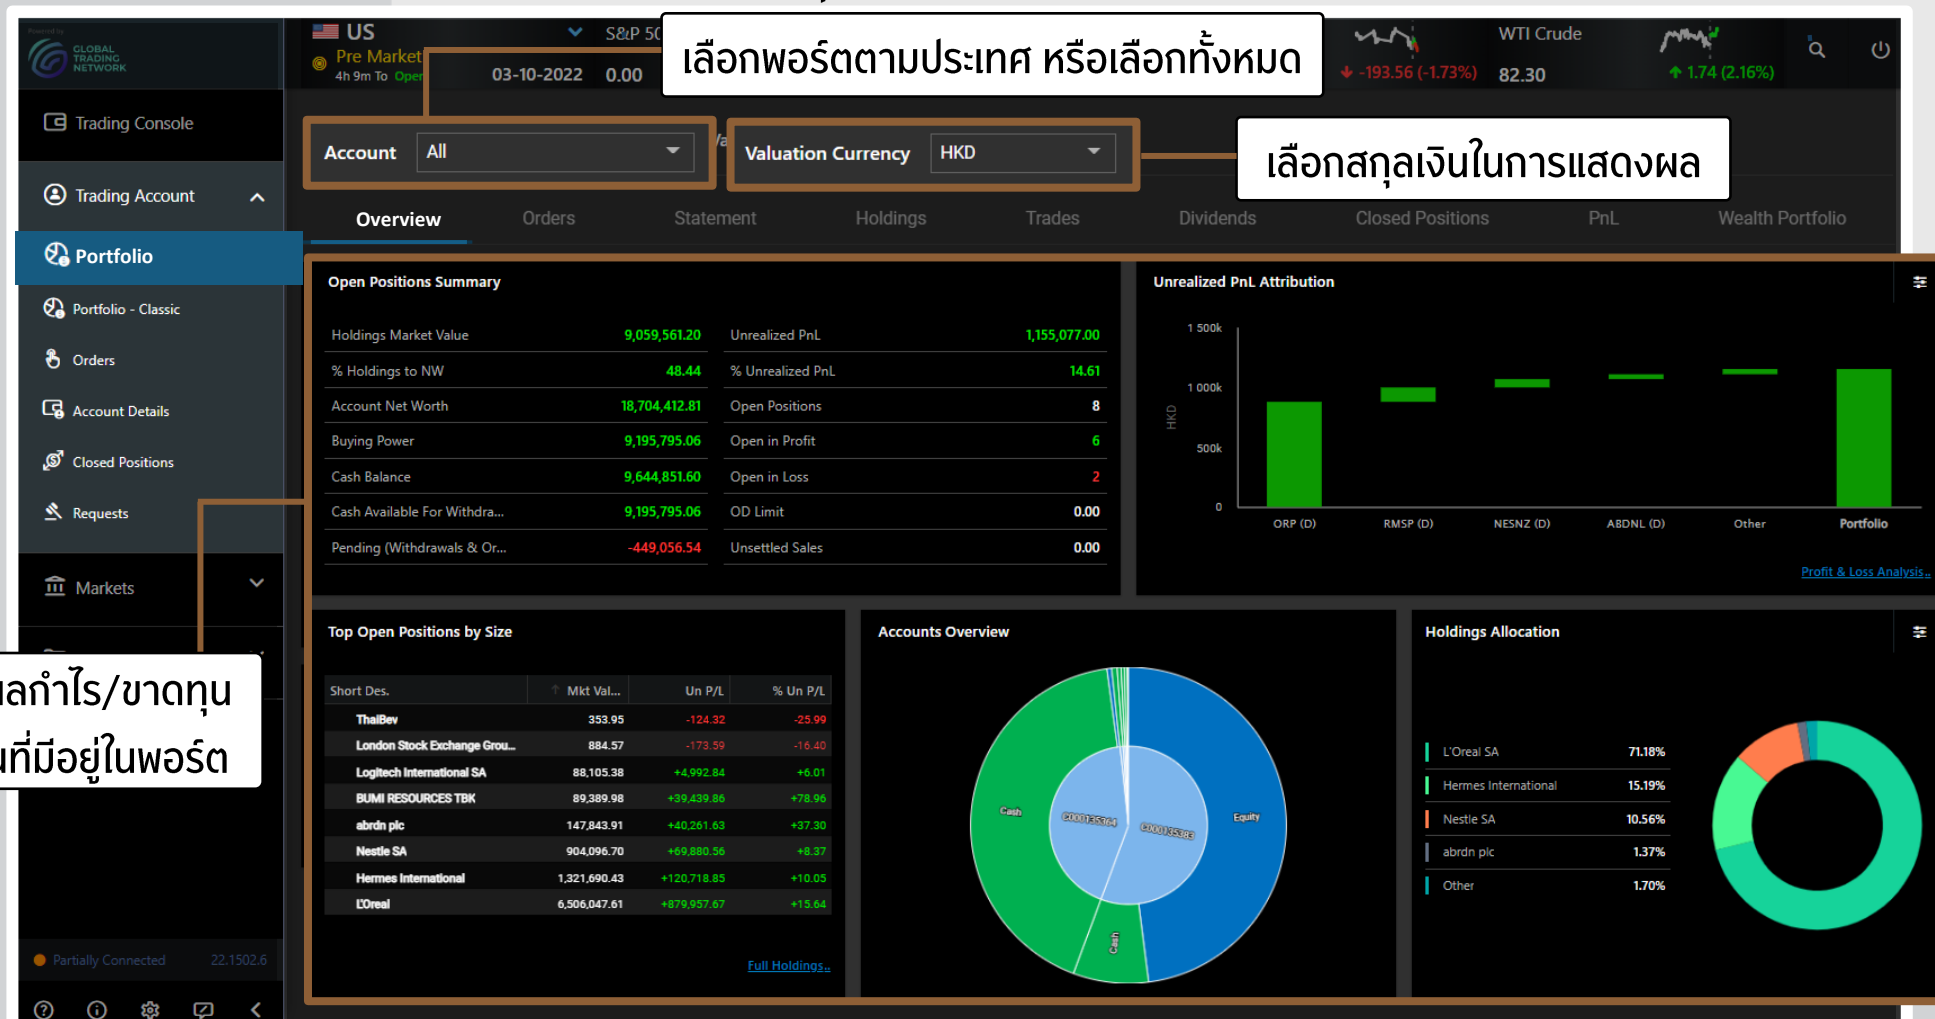 Powered by
GLOBAL
TRADING
NETWORK
US
Pre Market
4h 9m To Open
03-10-2022
0.00
เลือกพอร์ตตามประเทศ หรือเลือกทั้งหมด
-193.56 (-1.73%)
WTI Crude
82.30
1.74 (2.16%)
Trading Console
Trading Account
Portfolio
Portfolio - Classic
Orders
Account Details
Closed Positions
Requests
Markets
Account All
Valuation Currency HKD
เลือกสกุลเงินในการแสดงผล
Overview Orders Statement Holdings Trades Dividends Closed Positions PnL Wealth Portfolio
Open Positions Summary
Holdings Market Value 9,059,561.20 Unrealized PnL 1,155,077.00
% Holdings to NW 48.44 % Unrealized PnL 14.61
Account Net Worth 18,704,412.81 Open Positions 8
Buying Power 9,195,795.06 Open in Profit 6
Cash Balance 9,644,851.60 Open in Loss 2
Cash Available For Withdra... 9,195,795.06 OD Limit 0.00
Pending (Withdrawals & Or... -449,056.54 Unsettled Sales 0.00
Unrealized PnL Attribution
1 500k
1 000k
500k
0
HKD
ORP (D) RMSP (D) NESNZ (D) ABDNL (D) Other Portfolio
Profit & Loss Analysis..
ลกำไร/ขาดทุน
ที่มีอยู่ในพอร์ต
Top Open Positions by Size
Short Des. Mkt Val... Un P/L % Un P/L
ThaiBev 353.95 -124.32 -25.99
London Stock Exchange Grou... 884.57 -173.59 -16.40
Logitech International SA 88,105.38 +4,992.84 +6.01
BUMI RESOURCES TBK 89,389.98 +39,439.86 +78.96
abrdn plc 147,843.91 +40,261.63 +37.30
Nestle SA 904,096.70 +69,880.56 +8.37
Hermes International 1,321,690.43 +120,718.85 +10.05
L'Oreal 6,506,047.61 +879,957.67 +15.64
Full Holdings..
Accounts Overview
Cash
C000135364
C000135383
Equity
Cash
Holdings Allocation
L'Oreal SA 71.18%
Hermes International 15.19%
Nestle SA 10.56%
abrdn plc 1.37%
Other 1.70%
Partially Connected 22.1502.6